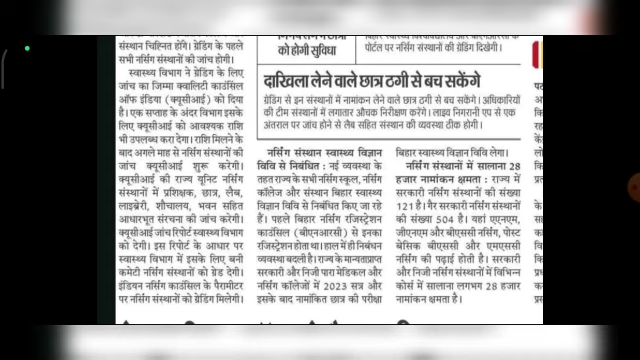 संस्थान चिह्नित होंगे। ग्रेडिंग के पहले
सभी नर्सिंग संस्थानों की जांच होगी।
स्वास्थ्य विभाग ने ग्रेडिंग के लिए
जांच का जिम्मा क्वालिटी काउंसिल
ऑफ इंडिया (क्यूसीआई) को दिया
है। एक सप्ताह के अंदर विभाग इसके
लिए क्यूसीआई को आवश्यक राशि
भी उपलब्ध करा देगा। राशि मिलने के
बाद अगले माह से नर्सिंग संस्थानों की
जांच क्यूसीआई शुरू करेगी।
क्यूसीआई की राज्य यूनिट नर्सिंग
संस्थानों में प्रशिक्षक, छात्र, लैब,
लाइब्रेरी, शौचालय, भवन सहित
आधारभूत संरचना की जांच करेगी।
क्यूसीआई जांच रिपोर्ट स्वास्थ्य विभाग
को देगी। इस रिपोर्ट के आधार पर
स्वास्थ्य विभाग में इसके लिए बनी
कमेटी नर्सिंग संस्थानों को ग्रेड देगी।
इंडियन नर्सिंग काउंसिल के पैरामीटर
पर नर्सिंग संस्थानों को ग्रेडिंग मिलेगी।
को होगी सुविधा
पोर्टल पर नर्सिंग संस्थानों की ग्रेडिंग दिखेगी।
दाखिला लेने वाले छात्र ठगी से बच सकेंगे
ग्रेडिंग से इन संस्थानों में नामांकन लेने वाले छात्र ठगी से बच सकेंगे। अधिकारियों
की टीम संस्थानों में लगातार औचक निरीक्षण करेंगे। लाइव निगरानी एप से एक
अंतराल पर जांच होने से लैब सहित संस्थान की व्यवस्था ठीक होगी।
नर्सिंग संस्थान स्वास्थ्य विज्ञान
विवि से निबंधित : नई व्यवस्था के
तहत राज्य के सभी नर्सिंग स्कूल, नर्सिंग
कॉलेज और संस्थान बिहार स्वास्थ्य
विज्ञान विवि से निबंधित किए जा रहे
हैं। पहले बिहार नर्सिंग रजिस्ट्रेशन
काउंसिल (बीएनआरसी) से इनका
रजिस्ट्रेशन होता था। हाल में ही निबंधन
व्यवस्था बदली है। राज्य के मान्यताप्राप्त
सरकारी और निजी पारा मेडिकल और
नर्सिंग कॉलेजों में 2023 सत्र और
इसके बाद नामांकित छात्र की परीक्षा
बिहार स्वास्थ्य विज्ञान विवि लेगा।
नर्सिंग संस्थानों में सालाना 28
हजार नामांकन क्षमता : राज्य में
सरकारी नर्सिंग संस्थानों की संख्या
121 है। गैर सरकारी नर्सिंग संस्थानों
की संख्या 504 है। यहां एएनएम,
जीएनएम और बीएससी नर्सिंग, पोस्ट
बेसिक बीएससी और एमएससी
नर्सिंग की पढ़ाई होती है। सरकारी
और निजी नर्सिंग संस्थानों में विभिन्न
कोर्स में सालाना लगभग 28 हजार
नामांकन क्षमता है।